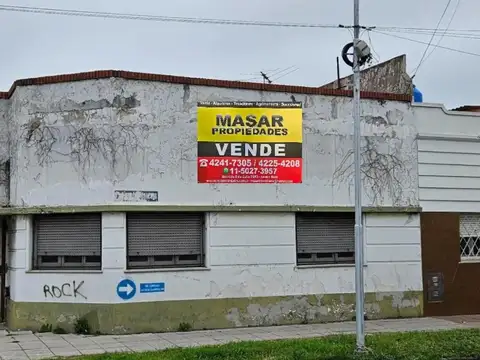 MASAR
PROPIEDADES
VENDE
4241-7305 / 4225-4208
11-5027-3957
ROCK